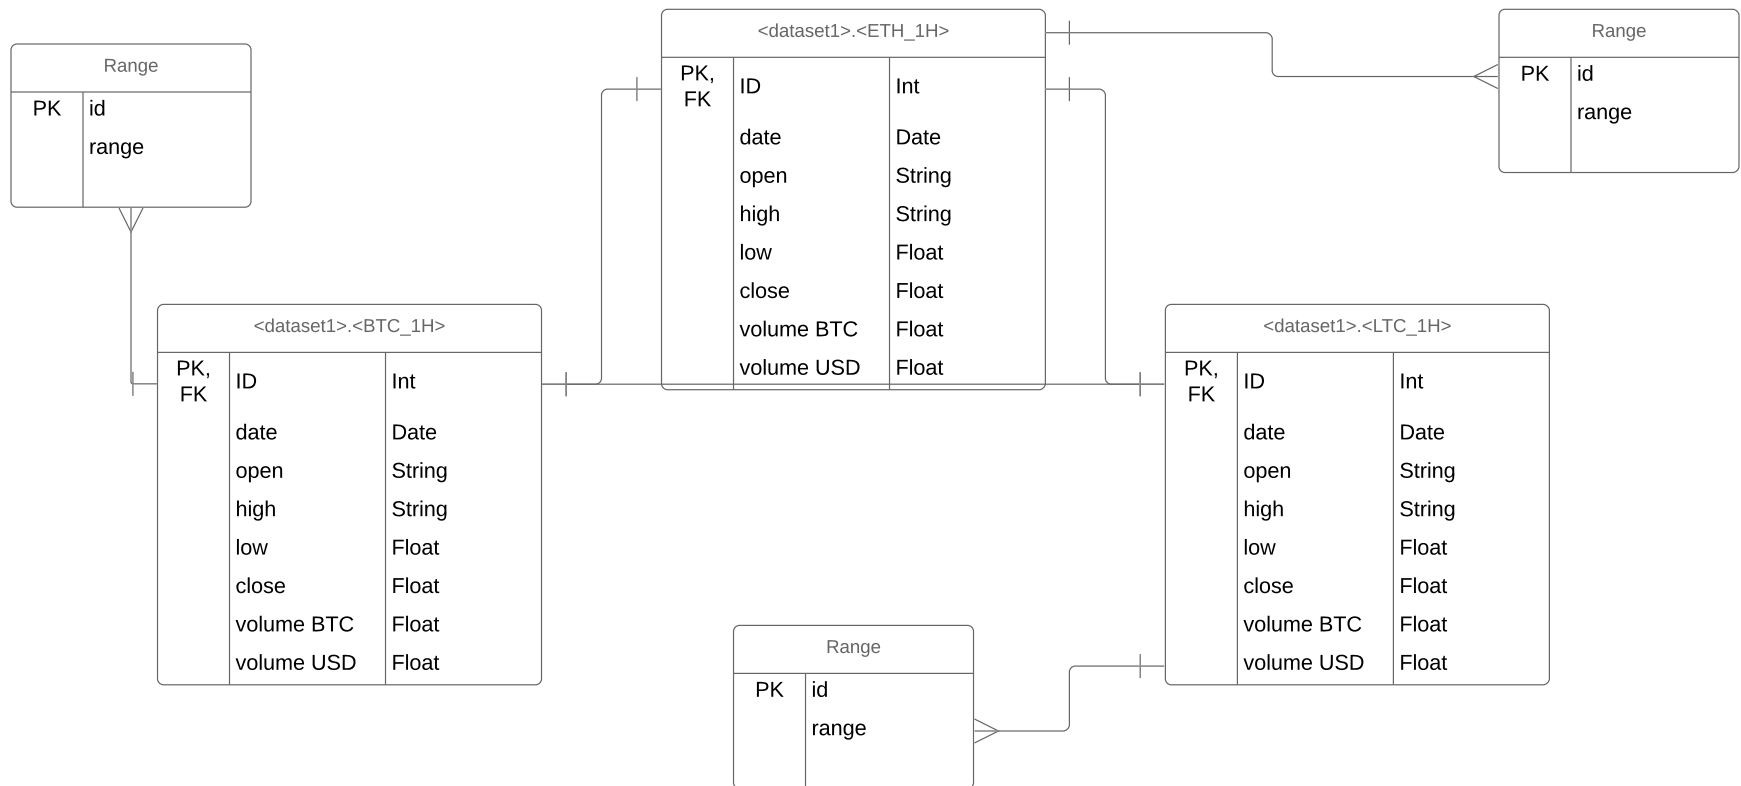 Range
PK id
range
<dataset1>.<ETH_1H>
PK, FK ID Int
date Date
open String
high String
low Float
close Float
volume BTC Float
volume USD Float
Range
PK id
range
<dataset1>.<BTC_1H>
PK, FK ID Int
date Date
open String
high String
low Float
close Float
volume BTC Float
volume USD Float
<dataset1>.<LTC_1H>
PK, FK ID Int
date Date
open String
high String
low Float
close Float
volume BTC Float
volume USD Float
Range
PK id
range